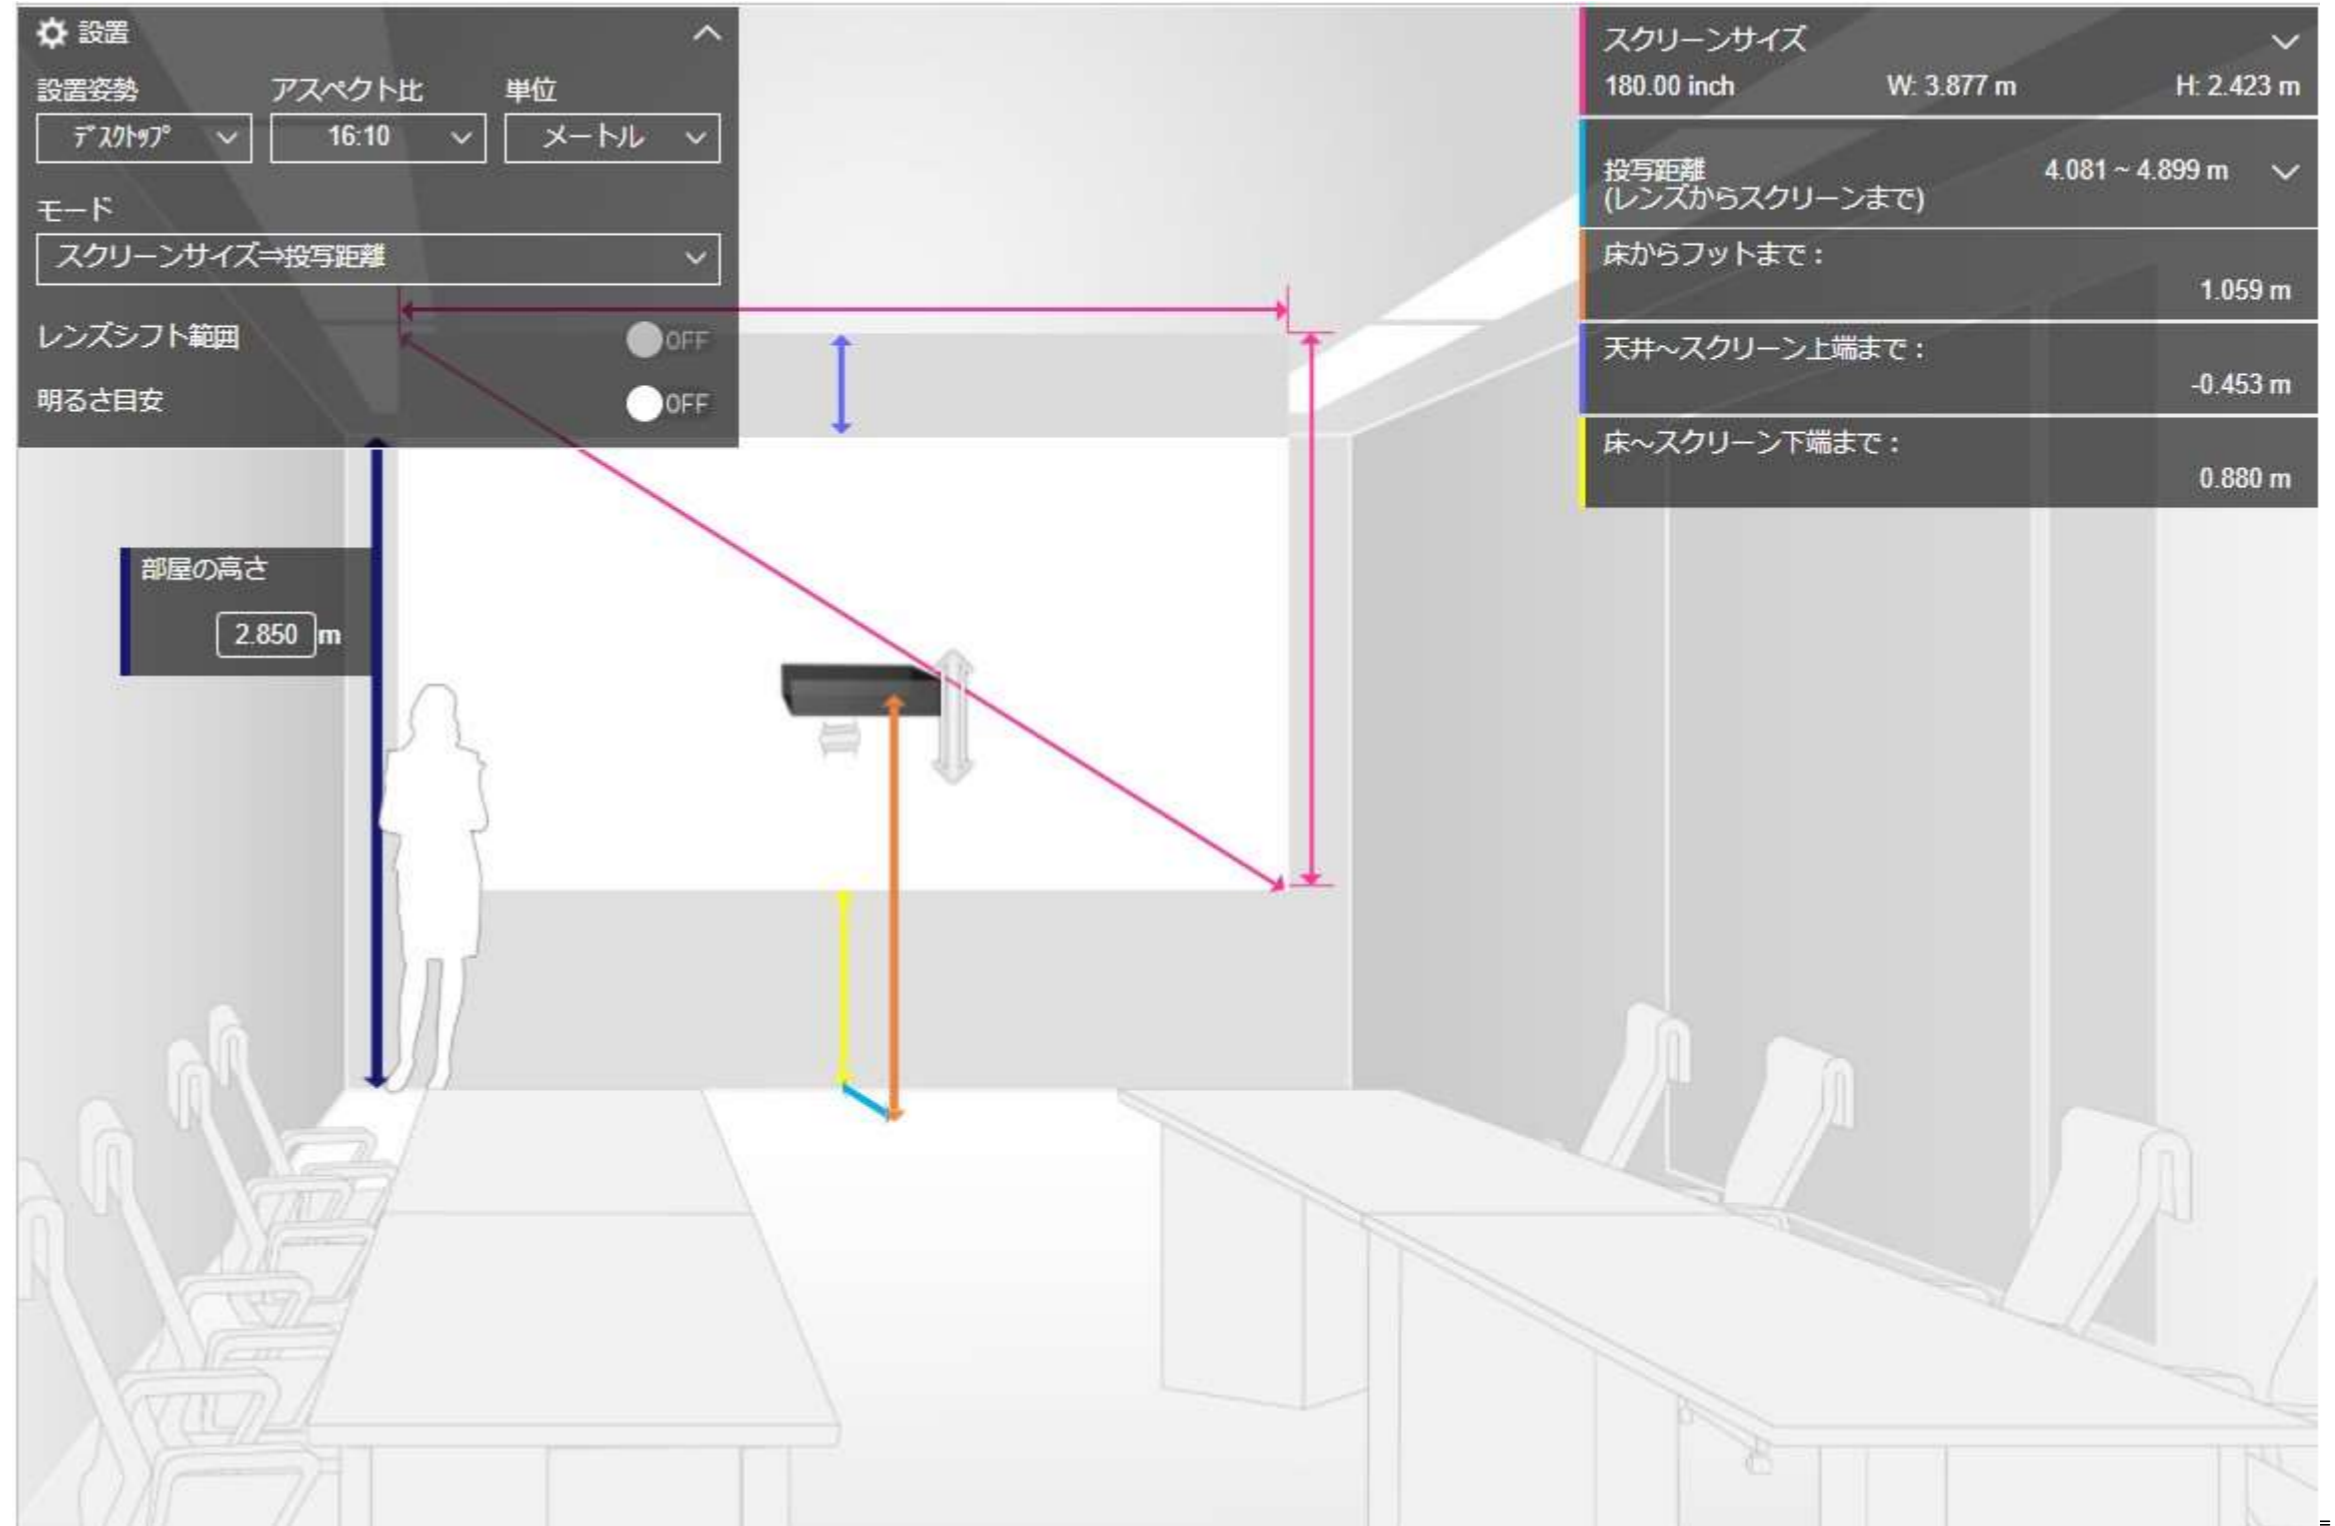 設置
設置姿勢 アスペクト比 単位
ﾃﾞｽｸﾄｯﾌﾟ 16:10 メートル
モード
スクリーンサイズ⇒投写距離
レンズシフト範囲 OFF
明るさ目安 OFF
部屋の高さ
2.850 m
スクリーンサイズ
180.00 inch W: 3.877 m H: 2.423 m
投写距離 4.081 ~ 4.899 m
(レンズからスクリーンまで)
床からフットまで：
1.059 m
天井～スクリーン上端まで：
-0.453 m
床～スクリーン下端まで：
0.880 m